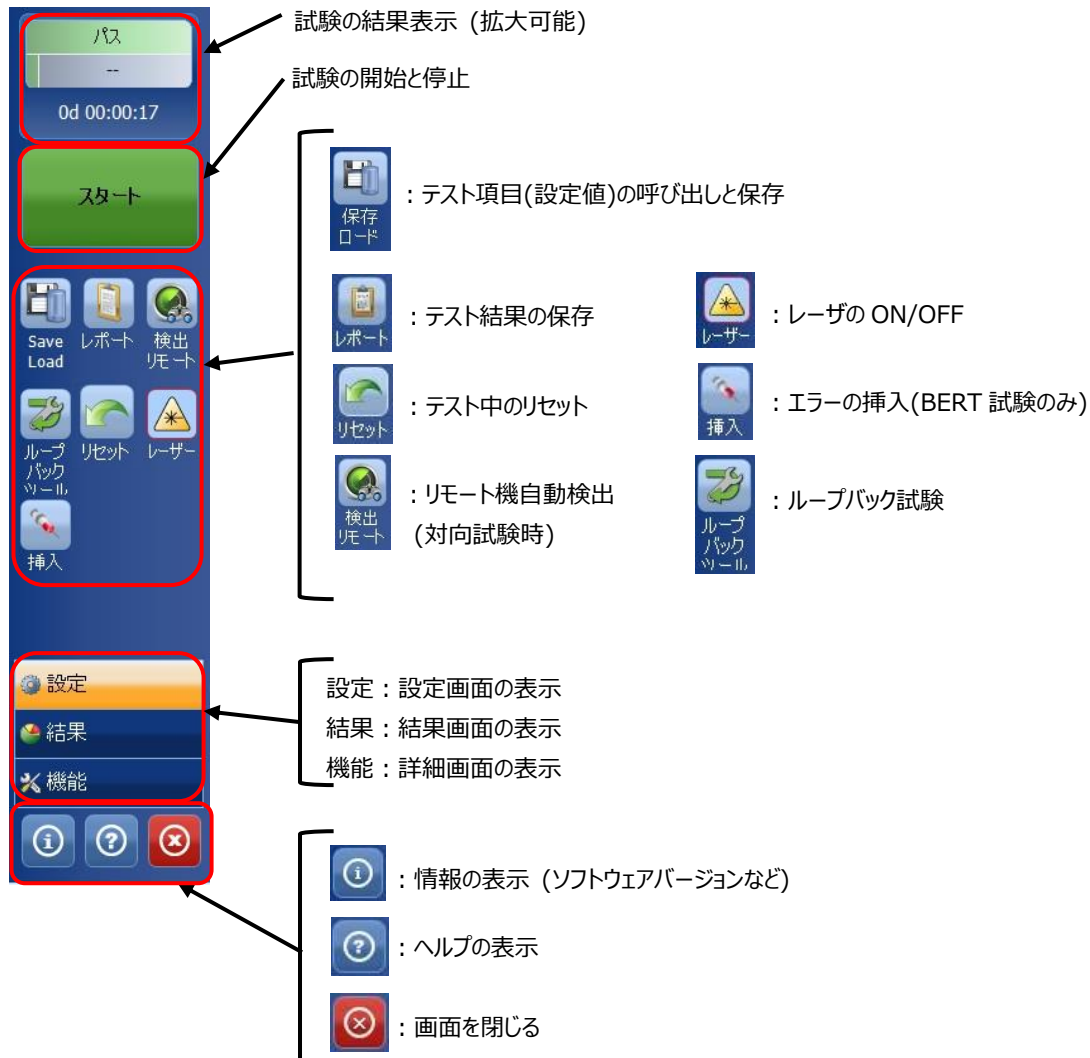 試験の結果表示 (拡大可能)
パス
--
0d 00:00:17
試験の開始と停止
スタート
保存
ロード
：テスト項目(設定値)の呼び出しと保存
Save
Load
レポート
検出
リモート
レポート
：テスト結果の保存
レーザー
：レーザの ON/OFF
ループ
バック
ツール
リセット
レーザー
リセット
：テスト中のリセット
挿入
：エラーの挿入(BERT 試験のみ)
挿入
検出
リモート
：リモート機自動検出
(対向試験時)
ループ
バック
ツール
：ループバック試験
設定
結果
機能
設定：設定画面の表示
結果：結果画面の表示
機能：詳細画面の表示
：情報の表示 (ソフトウェアバージョンなど)
：ヘルプの表示
：画面を閉じる